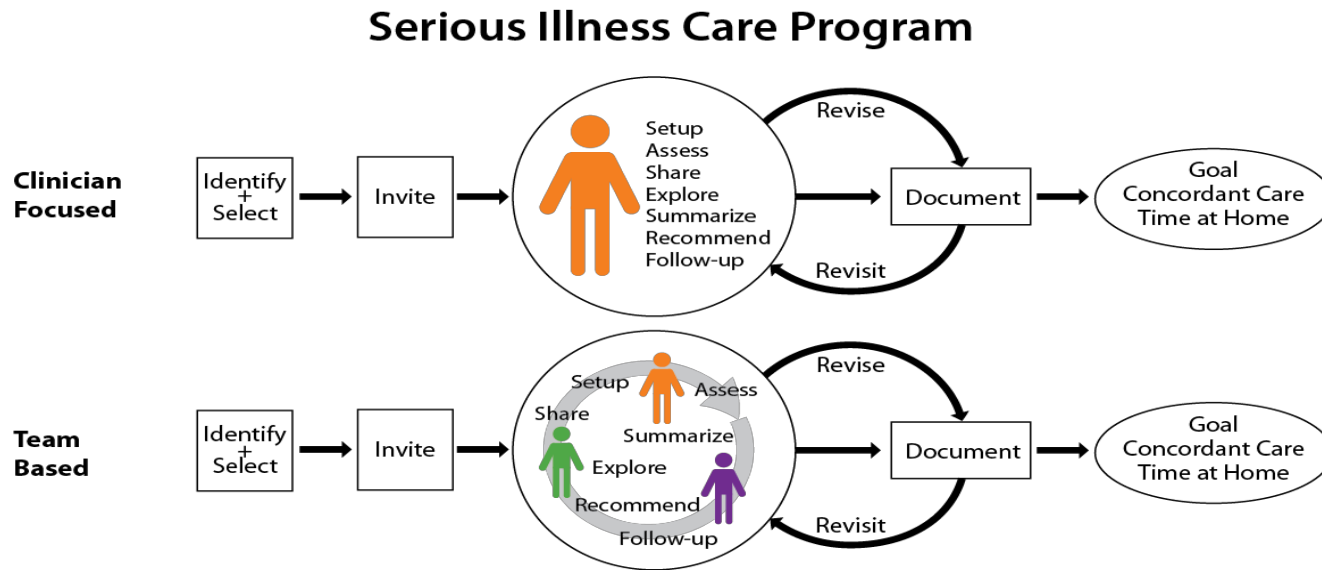 Serious Illness Care Program
Clinician
Focused
Identify
+
Select
Invite
Setup
Assess
Share
Explore
Summarize
Recommend
Follow-up
Revise
Document
Revisit
Goal
Concordant Care
Time at Home
Team
Based
Identify
+
Select
Invite
Setup
Assess
Share
Summarize
Explore
Recommend
Follow-up
Revise
Document
Revisit
Goal
Concordant Care
Time at Home